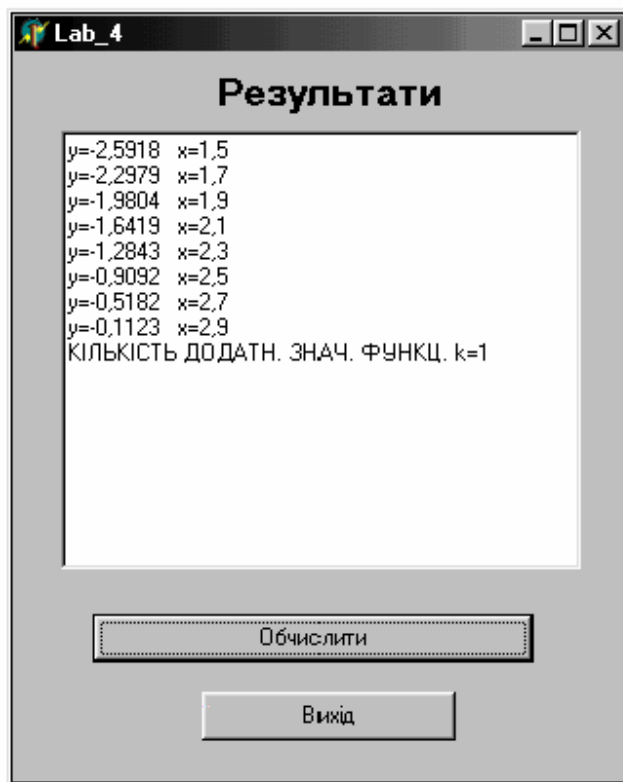 Lab_4
Результати
y=-2,5918 x=1,5
y=-2,2979 x=1,7
y=-1,9804 x=1,9
y=-1,6419 x=2,1
y=-1,2843 x=2,3
y=-0,9092 x=2,5
y=-0,5182 x=2,7
y=-0,1123 x=2,9
КІЛЬКІСТЬ ДОДАТН. ЗНАЧ. ФУНКЦ. k=1
Обчислити
Вихід